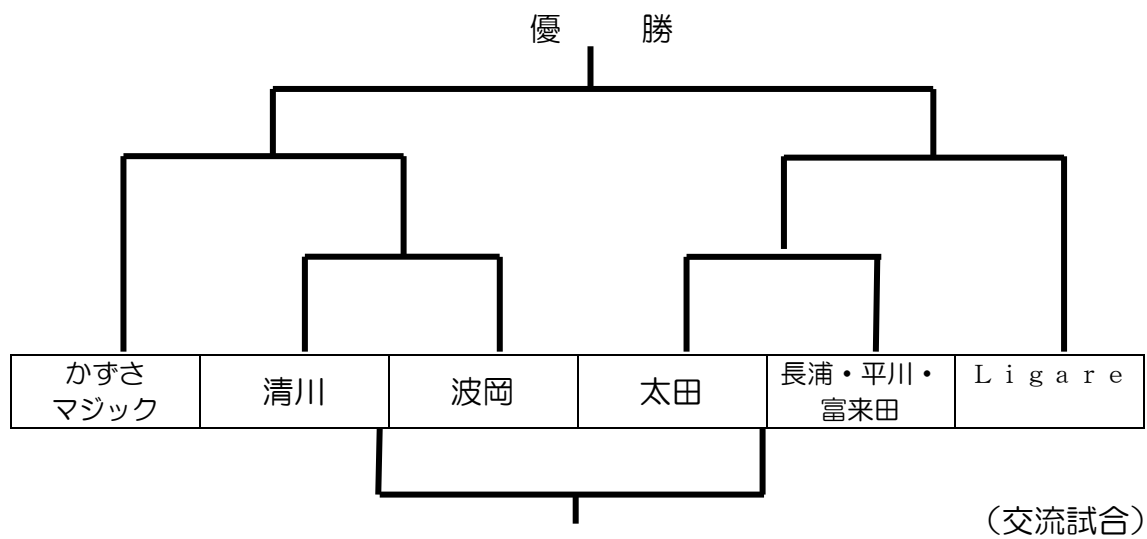 優　勝
かずさ
マジック
清川
波岡
太田
長浦・平川・
富来田
Ｌｉｇａｒｅ
（交流試合）